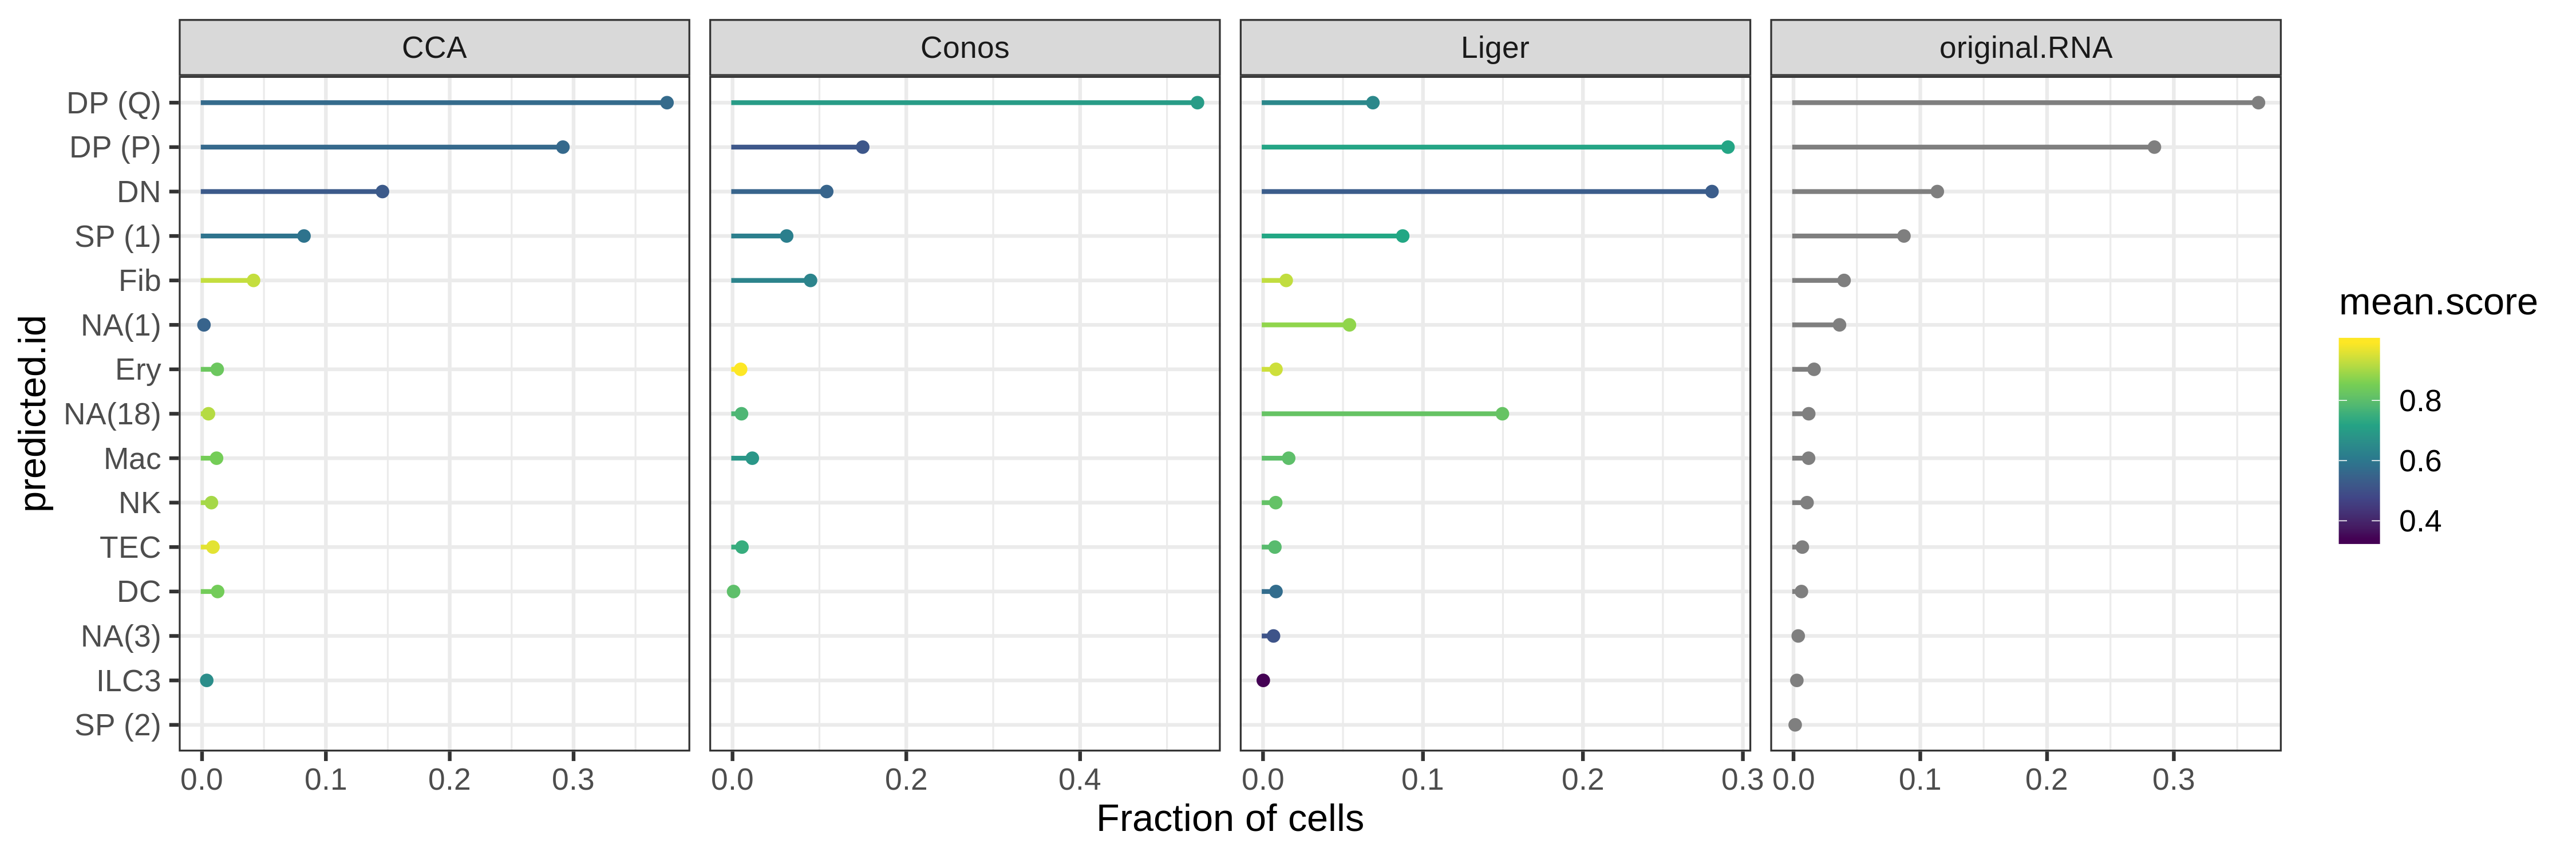 CCA Conos Liger original.RNA
predicted.id
DP (Q)
DP (P)
DN
SP (1)
Fib
NA(1)
Ery
NA(18)
Mac
NK
TEC
DC
NA(3)
ILC3
SP (2)
0.0 0.1 0.2 0.3 0.0 0.2 0.4 0.0 0.1 0.2 0.3 0.0 0.1 0.2 0.3
Fraction of cells
mean.score
0.8
0.6
0.4